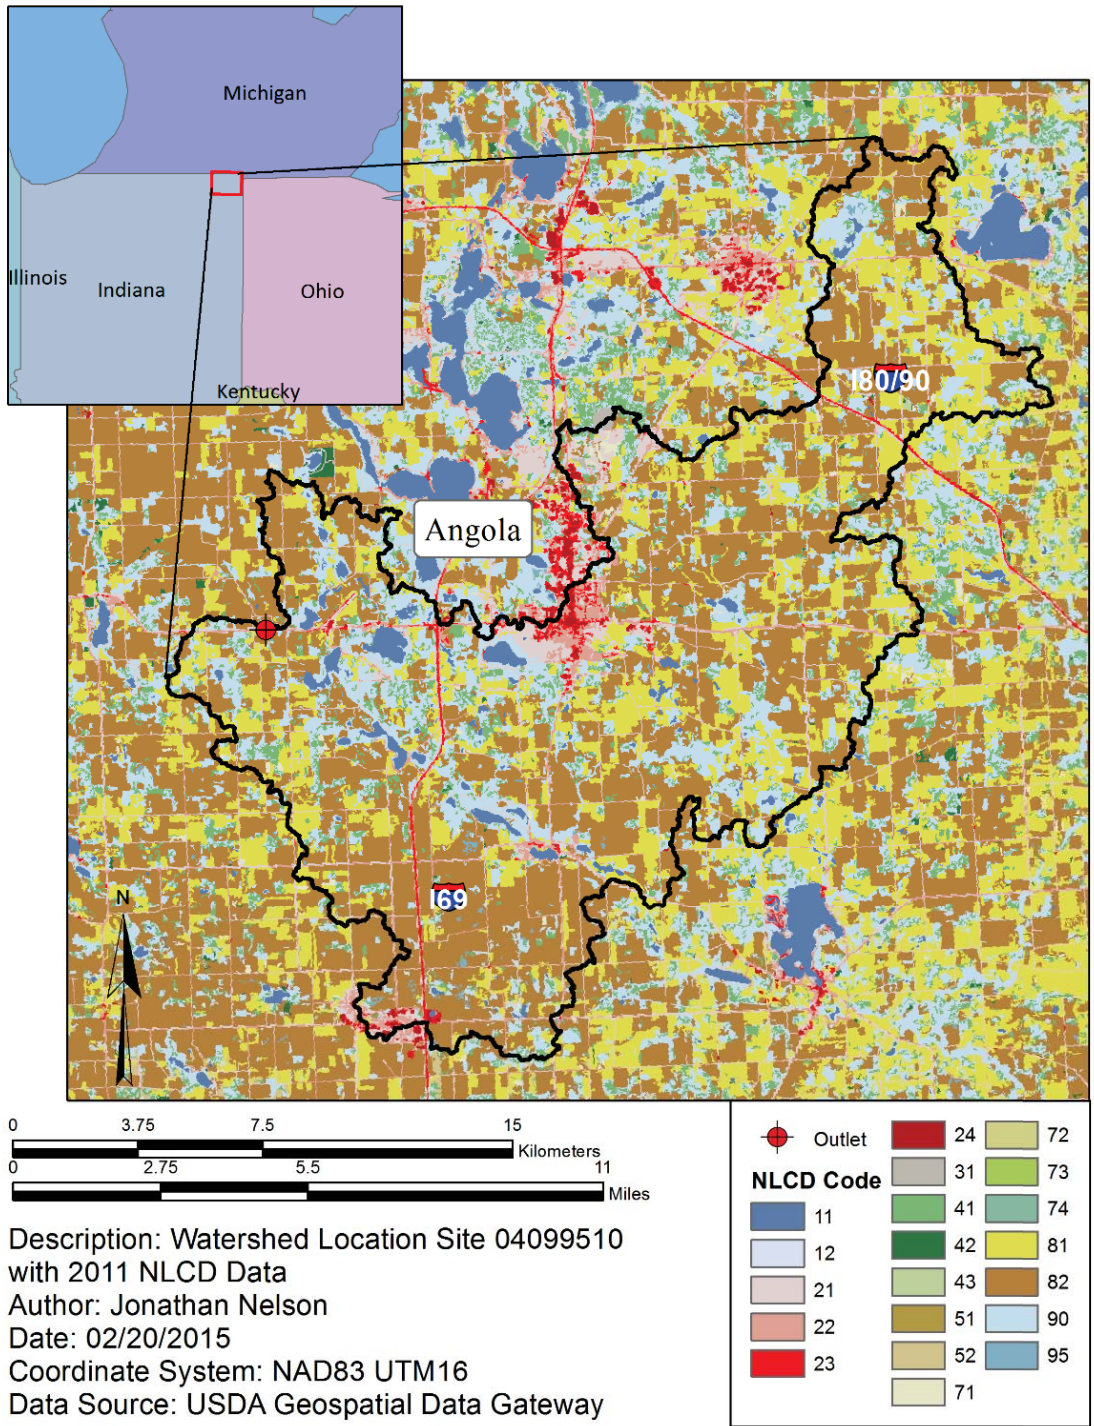 Michigan
Illinois
Indiana
Ohio
Kentucky
I80/90
Angola
I69
N
0 3.75 7.5 15
Kilometers
0 2.75 5.5 11
Miles
Description: Watershed Location Site 04099510
with 2011 NLCD Data
Author: Jonathan Nelson
Date: 02/20/2015
Coordinate System: NAD83 UTM16
Data Source: USDA Geospatial Data Gateway
Outlet
NLCD Code
11
12
21
22
23
24
31
41
42
43
51
52
71
72
73
74
81
82
90
95